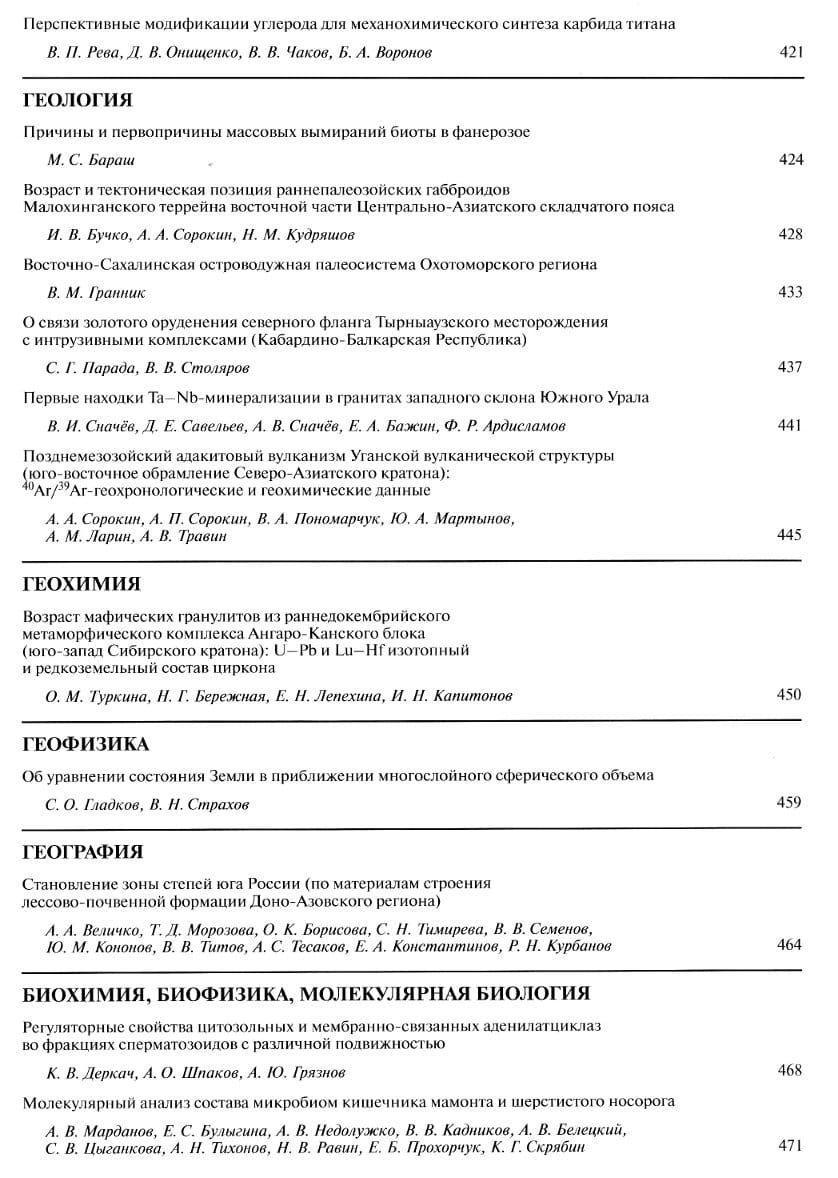 Перспективные модификации углерода для механохимического синтеза карбида титана
В. П. Рева, Д. В. Онищенко, В. В. Чаков, Б. А. Воронов 421
ГЕОЛОГИЯ
Причины и первопричины массовых вымираний биоты в фанерозое
М. С. Бараш 424
Возраст и тектоническая позиция раннепалеозойских габброидов
Малохинганского террейна восточной части Центрально-Азиатского складчатого пояса
И. В. Бучко, А. А. Сорокин, Н. М. Кудряшов 428
Восточно-Сахалинская островодужная палеосистема Охотоморского региона
В. М. Гранник 433
О связи золотого оруденения северного фланга Тырныаузского месторождения
с интрузивными комплексами (Кабардино-Балкарская Республика)
С. Г. Парада, В. В. Столяров 437
Первые находки Ta–Nb-минерализации в гранитах западного склона Южного Урала
В. И. Сначёв, Д. Е. Савельев, А. В. Сначёв, Е. А. Бажин, Ф. Р. Ардисламов 441
Позднемезозойский адакитовый вулканизм Уганской вулканической структуры
(юго-восточное обрамление Северо-Азиатского кратона):
⁴⁰Ar/³⁹Ar-геохронологические и геохимические данные
А. А. Сорокин, А. П. Сорокин, В. А. Пономарчук, Ю. А. Мартынов,
А. М. Ларин, А. В. Травин 445
ГЕОХИМИЯ
Возраст мафических гранулитов из раннедокембрийского
метаморфического комплекса Ангаро-Канского блока
(юго-запад Сибирского кратона): U–Pb и Lu–Hf изотопный
и редкоземельный состав циркона
О. М. Туркина, Н. Г. Бережная, Е. Н. Лепехина, И. Н. Капитонов 450
ГЕОФИЗИКА
Об уравнении состояния Земли в приближении многослойного сферического объема
С. О. Гладков, В. Н. Страхов 459
ГЕОГРАФИЯ
Становление зоны степей юга России (по материалам строения
лессово-почвенной формации Доно-Азовского региона)
А. А. Величко, Т. Д. Морозова, О. К. Борисова, С. Н. Тимирева, В. В. Семенов,
Ю. М. Кононов, В. В. Титов, А. С. Тесаков, Е. А. Константинов, Р. Н. Курбанов 464
БИОХИМИЯ, БИОФИЗИКА, МОЛЕКУЛЯРНАЯ БИОЛОГИЯ
Регуляторные свойства цитозольных и мембранно-связанных аденилатциклаз
во фракциях сперматозоидов с различной подвижностью
К. В. Деркач, А. О. Шпаков, А. Ю. Грязнов 468
Молекулярный анализ состава микробиом кишечника мамонта и шерстистого носорога
А. В. Марданов, Е. С. Булыгина, А. В. Недолужко, В. В. Кадников, А. В. Белецкий,
С. В. Цыганкова, А. Н. Тихонов, Н. В. Равин, Е. Б. Прохорчук, К. Г. Скрябин 471